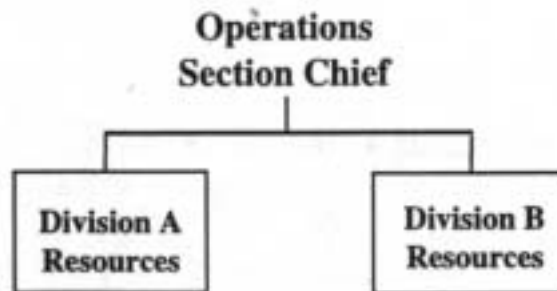 Operations
Section Chief
Division A
Resources
Division B
Resources